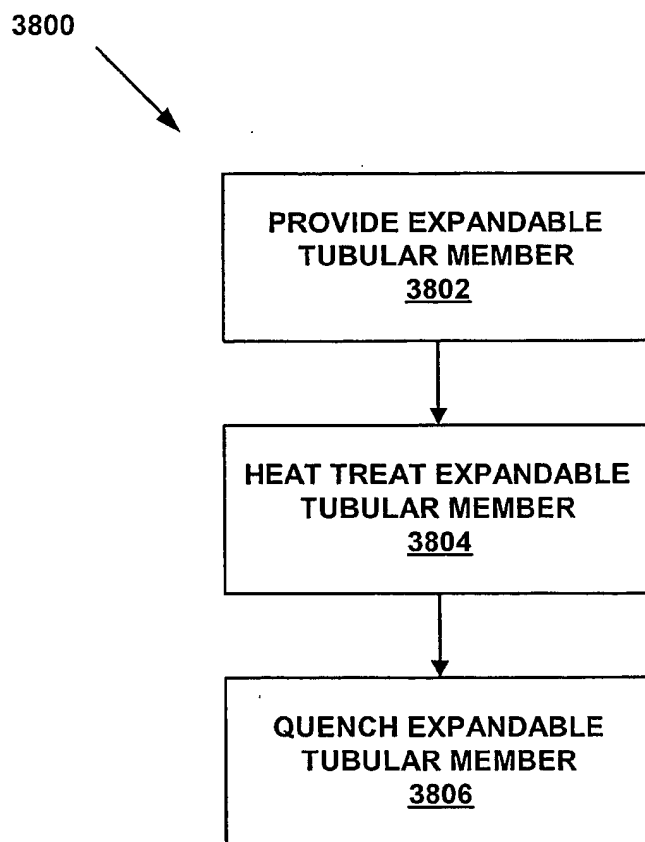 3800
PROVIDE EXPANDABLE
TUBULAR MEMBER
3802
HEAT TREAT EXPANDABLE
TUBULAR MEMBER
3804
QUENCH EXPANDABLE
TUBULAR MEMBER
3806